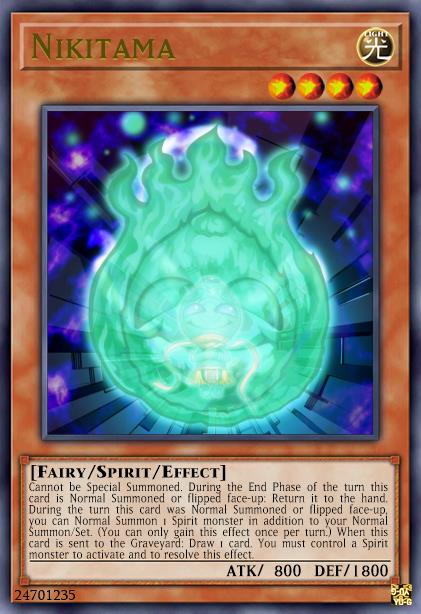 Nikitama
LIGHT
光
[Fairy/Spirit/Effect]
Cannot be Special Summoned. During the End Phase of the turn this
card is Normal Summoned or flipped face-up: Return it to the hand.
During the turn this card was Normal Summoned or flipped face-up,
you can Normal Summon 1 Spirit monster in addition to your Normal
Summon/Set. (You can only gain this effect once per turn.) When this
card is sent to the Graveyard: Draw 1 card. You must control a Spirit
monster to activate and to resolve this effect.
ATK/ 800 DEF/1800
24701235